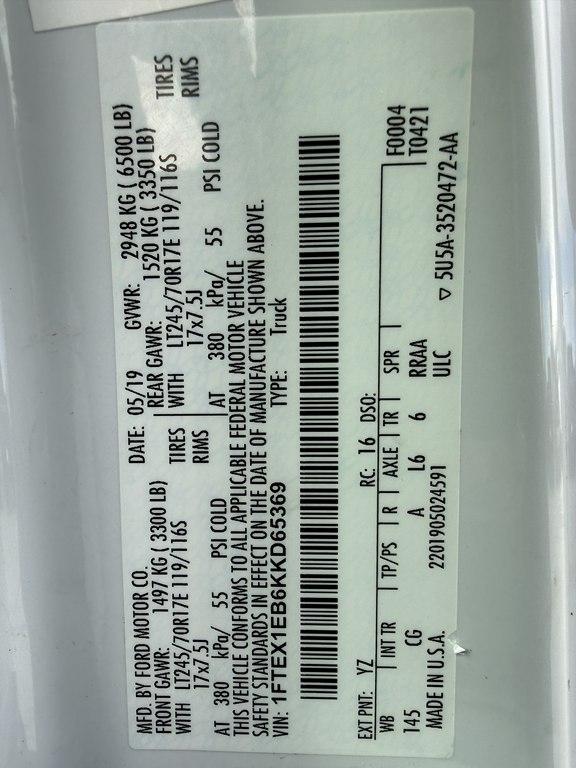 MFD. BY FORD MOTOR CO.
DATE: 05/19 GVWR: 2948 KG ( 6500 LB)
FRONT GAWR: 1497 KG ( 3300 LB) REAR GAWR: 1520 KG ( 3350 LB)
WITH LT245/70R17E 119/116S TIRES WITH LT245/70R17E 119/116S TIRES
17x7.5J RIMS 17x7.5J RIMS
AT 380 kPa/ 55 PSI COLD AT 380 kPa/ 55 PSI COLD
THIS VEHICLE CONFORMS TO ALL APPLICABLE FEDERAL MOTOR VEHICLE
SAFETY STANDARDS IN EFFECT ON THE DATE OF MANUFACTURE SHOWN ABOVE.
VIN: 1FTEX1EB6KKD65369 TYPE: Truck
EXT PNT: YZ RC: 16 DSO: F0004
WB INT TR TP/PS R AXLE TR SPR T0421
145 CG A L6 6 RRAA
MADE IN U.S.A. 2201905024591 ULC ▽ 5U5A-3520472-AA